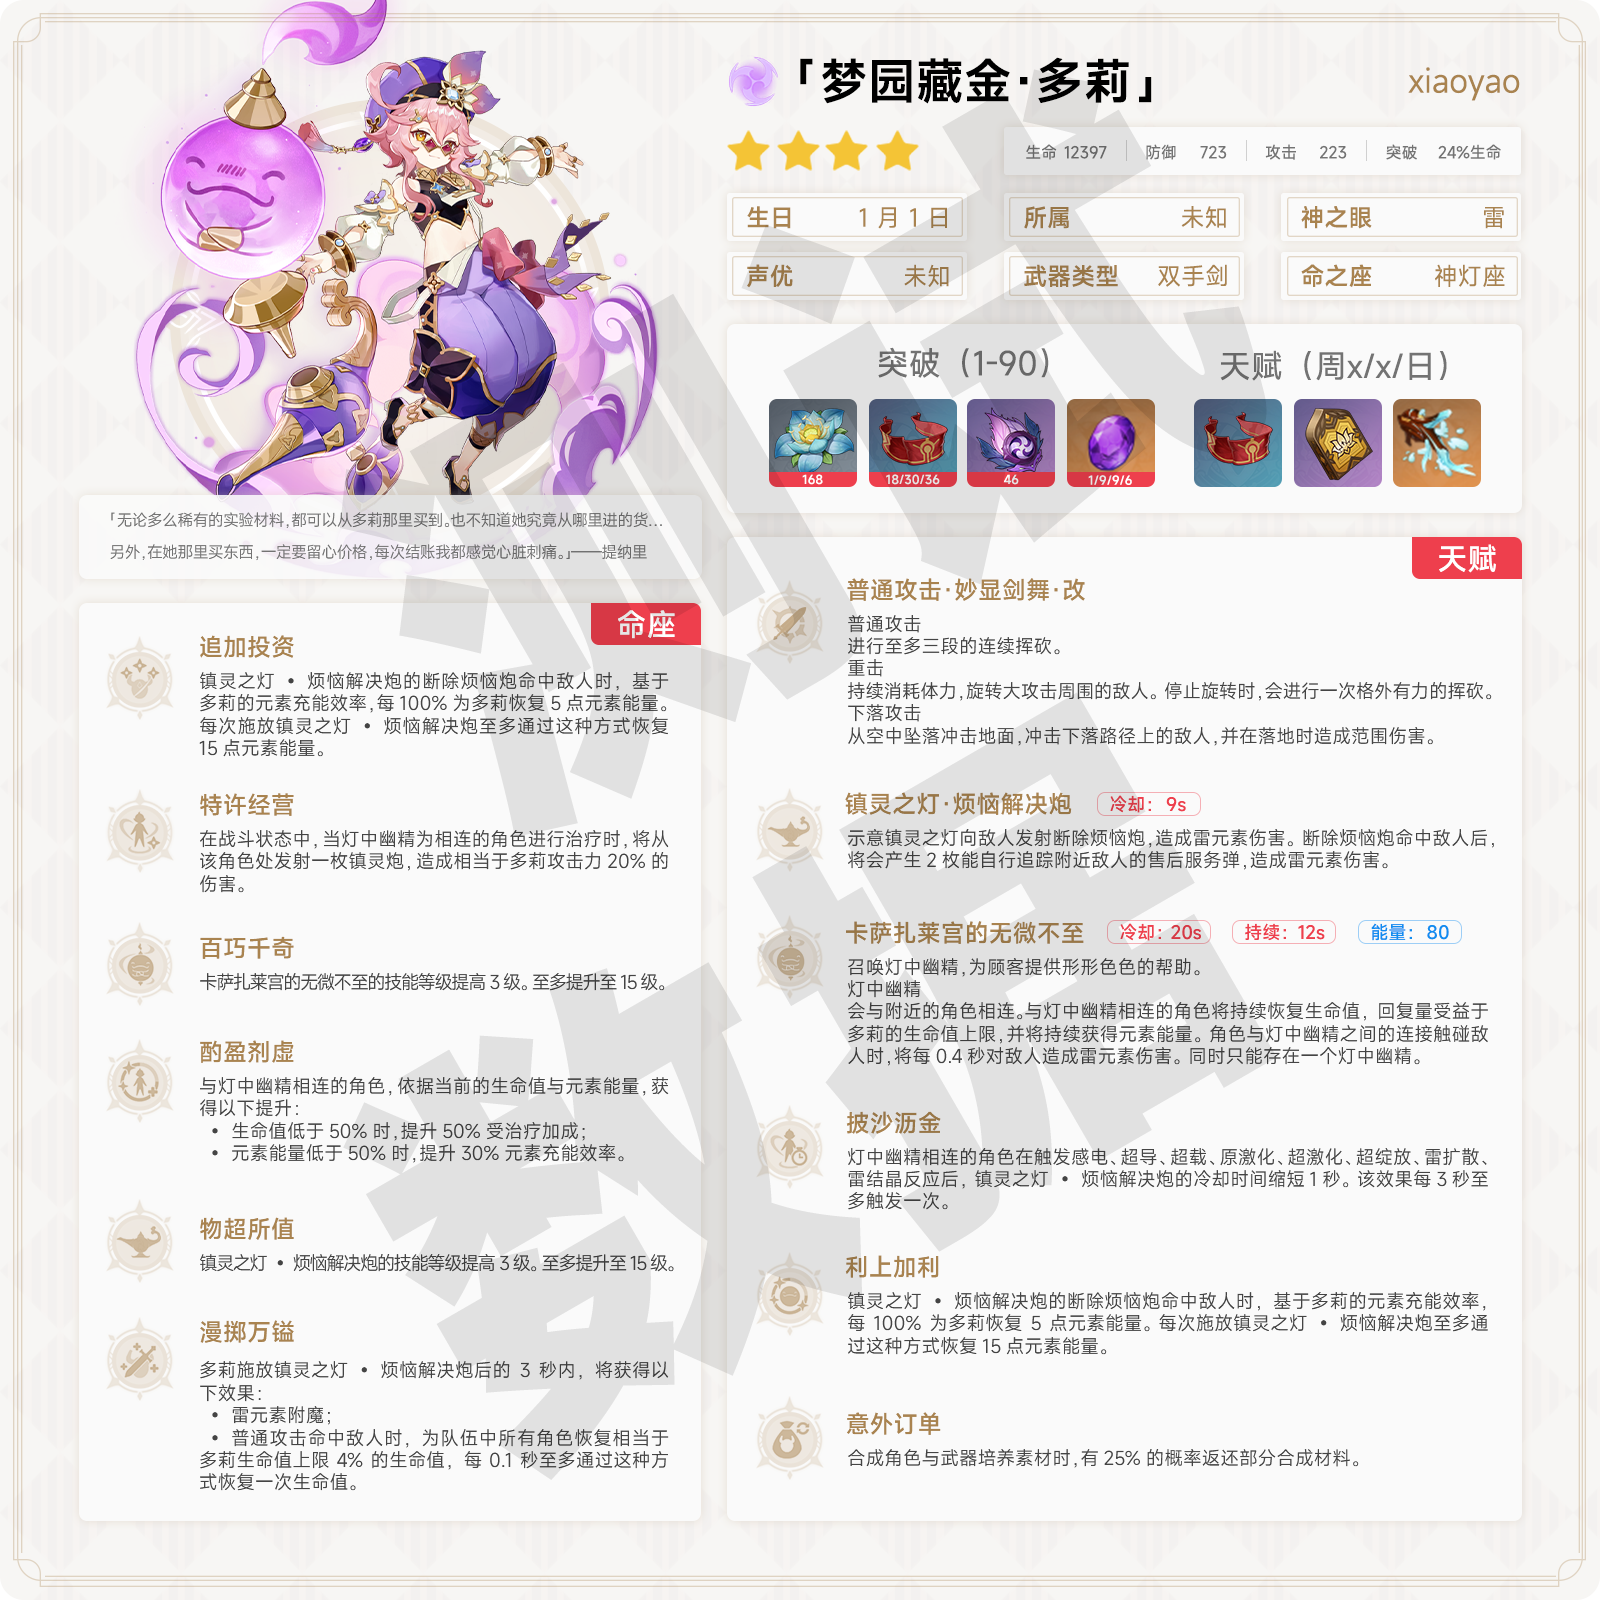 「梦园藏金·多莉」
xiaoyao
生命 12397 防御 723 攻击 223 突破 24%生命
生日 1 月 1 日
所属 未知
神之眼 雷
声优 未知
武器类型 双手剑
命之座 神灯座
突破（1-90）
天赋（周x/x/日）
168
18/30/36
46
1/9/9/6
「无论多么稀有的实验材料,都可以从多莉那里买到。也不知道她究竟从哪里进的货…
另外,在她那里买东西,一定要留心价格,每次结账我都感觉心脏刺痛。」——提纳里
命座
追加投资
镇灵之灯 • 烦恼解决炮的断除烦恼炮命中敌人时, 基于
多莉的元素充能效率,每 100% 为多莉恢复 5 点元素能量。
每次施放镇灵之灯 • 烦恼解决炮至多通过这种方式恢复
15 点元素能量。
特许经营
在战斗状态中,当灯中幽精为相连的角色进行治疗时,将从
该角色处发射一枚镇灵炮,造成相当于多莉攻击力 20% 的
伤害。
百巧千奇
卡萨扎莱宫的无微不至的技能等级提高 3 级。至多提升至 15 级。
酌盈剂虚
与灯中幽精相连的角色,依据当前的生命值与元素能量,获
得以下提升:
• 生命值低于 50% 时,提升 50% 受治疗加成;
• 元素能量低于 50% 时,提升 30% 元素充能效率。
物超所值
镇灵之灯 • 烦恼解决炮的技能等级提高 3 级。至多提升至 15 级。
漫掷万镒
多莉施放镇灵之灯 • 烦恼解决炮后的 3 秒内, 将获得以
下效果:
• 雷元素附魔;
• 普通攻击命中敌人时, 为队伍中所有角色恢复相当于
多莉生命值上限 4% 的生命值, 每 0.1 秒至多通过这种方
式恢复一次生命值。
天赋
普通攻击·妙显剑舞·改
普通攻击
进行至多三段的连续挥砍。
重击
持续消耗体力,旋转大攻击周围的敌人。停止旋转时,会进行一次格外有力的挥砍。
下落攻击
从空中坠落冲击地面,冲击下落路径上的敌人,并在落地时造成范围伤害。
镇灵之灯·烦恼解决炮 冷却: 9s
示意镇灵之灯向敌人发射断除烦恼炮,造成雷元素伤害。断除烦恼炮命中敌人后,
将会产生 2 枚能自行追踪附近敌人的售后服务弹,造成雷元素伤害。
卡萨扎莱宫的无微不至 冷却: 20s 持续: 12s 能量: 80
召唤灯中幽精,为顾客提供形形色色的帮助。
灯中幽精
会与附近的角色相连。与灯中幽精相连的角色将持续恢复生命值, 回复量受益于
多莉的生命值上限,并将持续获得元素能量。角色与灯中幽精之间的连接触碰敌
人时,将每 0.4 秒对敌人造成雷元素伤害。同时只能存在一个灯中幽精。
披沙沥金
灯中幽精相连的角色在触发感电、超导、超载、原激化、超激化、超绽放、雷扩散、
雷结晶反应后, 镇灵之灯 • 烦恼解决炮的冷却时间缩短 1 秒。该效果每 3 秒至
多触发一次。
利上加利
镇灵之灯 • 烦恼解决炮的断除烦恼炮命中敌人时, 基于多莉的元素充能效率,
每 100% 为多莉恢复 5 点元素能量。每次施放镇灵之灯 • 烦恼解决炮至多通
过这种方式恢复 15 点元素能量。
意外订单
合成角色与武器培养素材时,有 25% 的概率返还部分合成材料。
测试
数据